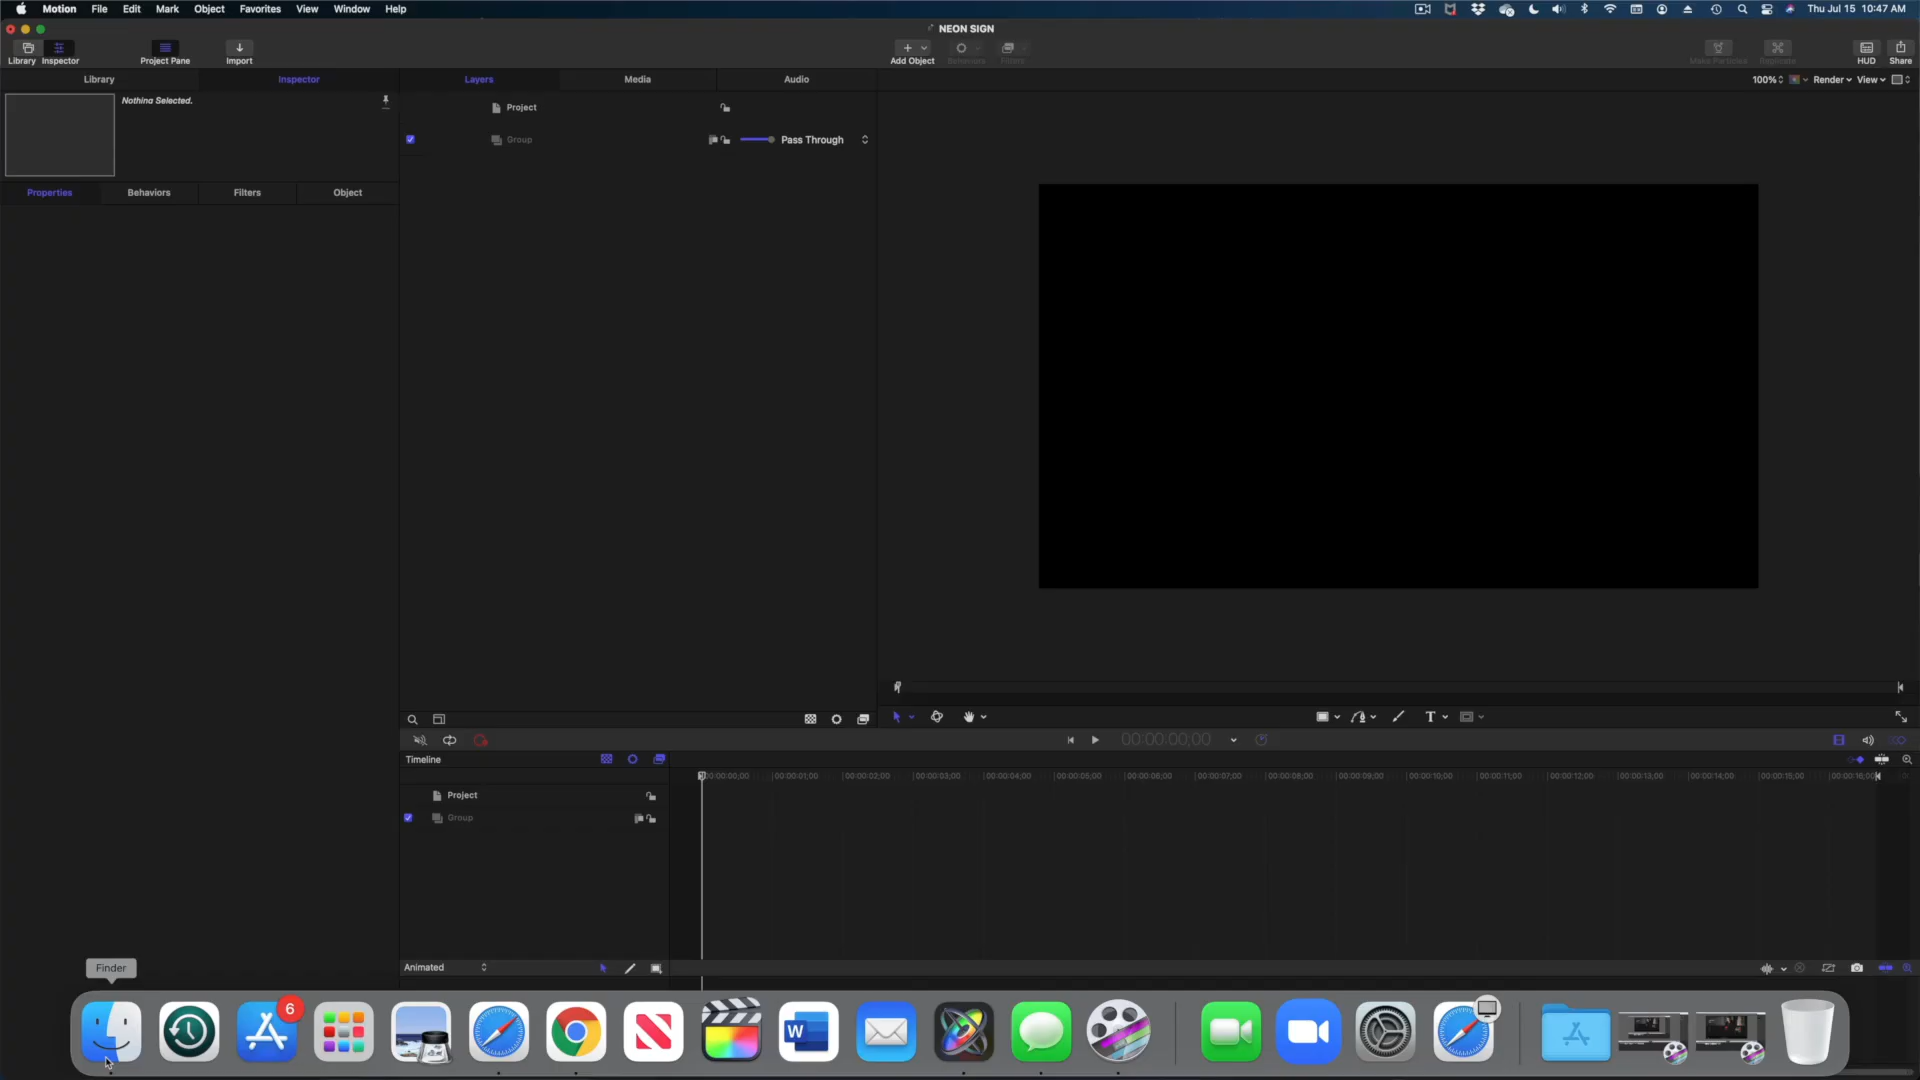 Motion File Edit Mark Object Favorites View Window Help Thu Jul 15 10:47 AM
NEON SIGN
Library Inspector Project Pane Import Add Object Behaviors Filters Make Particles Replicate HUD Share
Library Inspector Layers Media Audio 100% Render View
Nothing Selected.
Project
Group Pass Through
Properties Behaviors Filters Object
T
00:00:00;00
Timeline
00:00:00;00 00:00:01;00 00:00:02;00 00:00:03;00 00:00:04;00 00:00:05;00 00:00:06;00 00:00:07;00 00:00:08;00 00:00:09;00 00:00:10;00 00:00:11;00 00:00:12;00 00:00:13;00 00:00:14;00 00:00:15;00 00:00:16;00
Project
Group
Animated
Finder
6
W